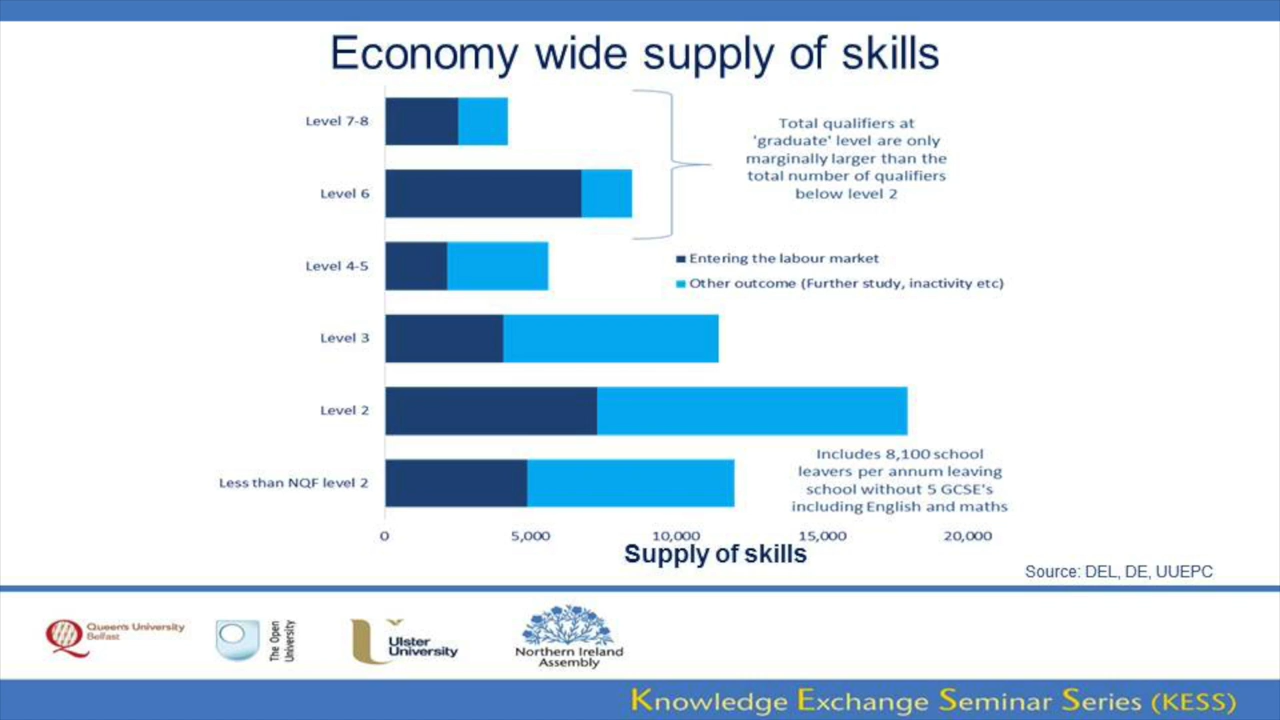 Economy wide supply of skills
Level 7-8
Level 6
Level 4-5
Level 3
Level 2
Less than NQF level 2
Total qualifiers at
'graduate' level are only
marginally larger than the
total number of qualifiers
below level 2
Entering the labour market
Other outcome (Further study, inactivity etc)
Includes 8,100 school
leavers per annum leaving
school without 5 GCSE's
including English and maths
0 5,000 10,000 15,000 20,000
Supply of skills
Source: DEL, DE, UUEPC
Queen's University
Belfast
The Open
University
Ulster
University
Northern Ireland
Assembly
Knowledge Exchange Seminar Series (KESS)